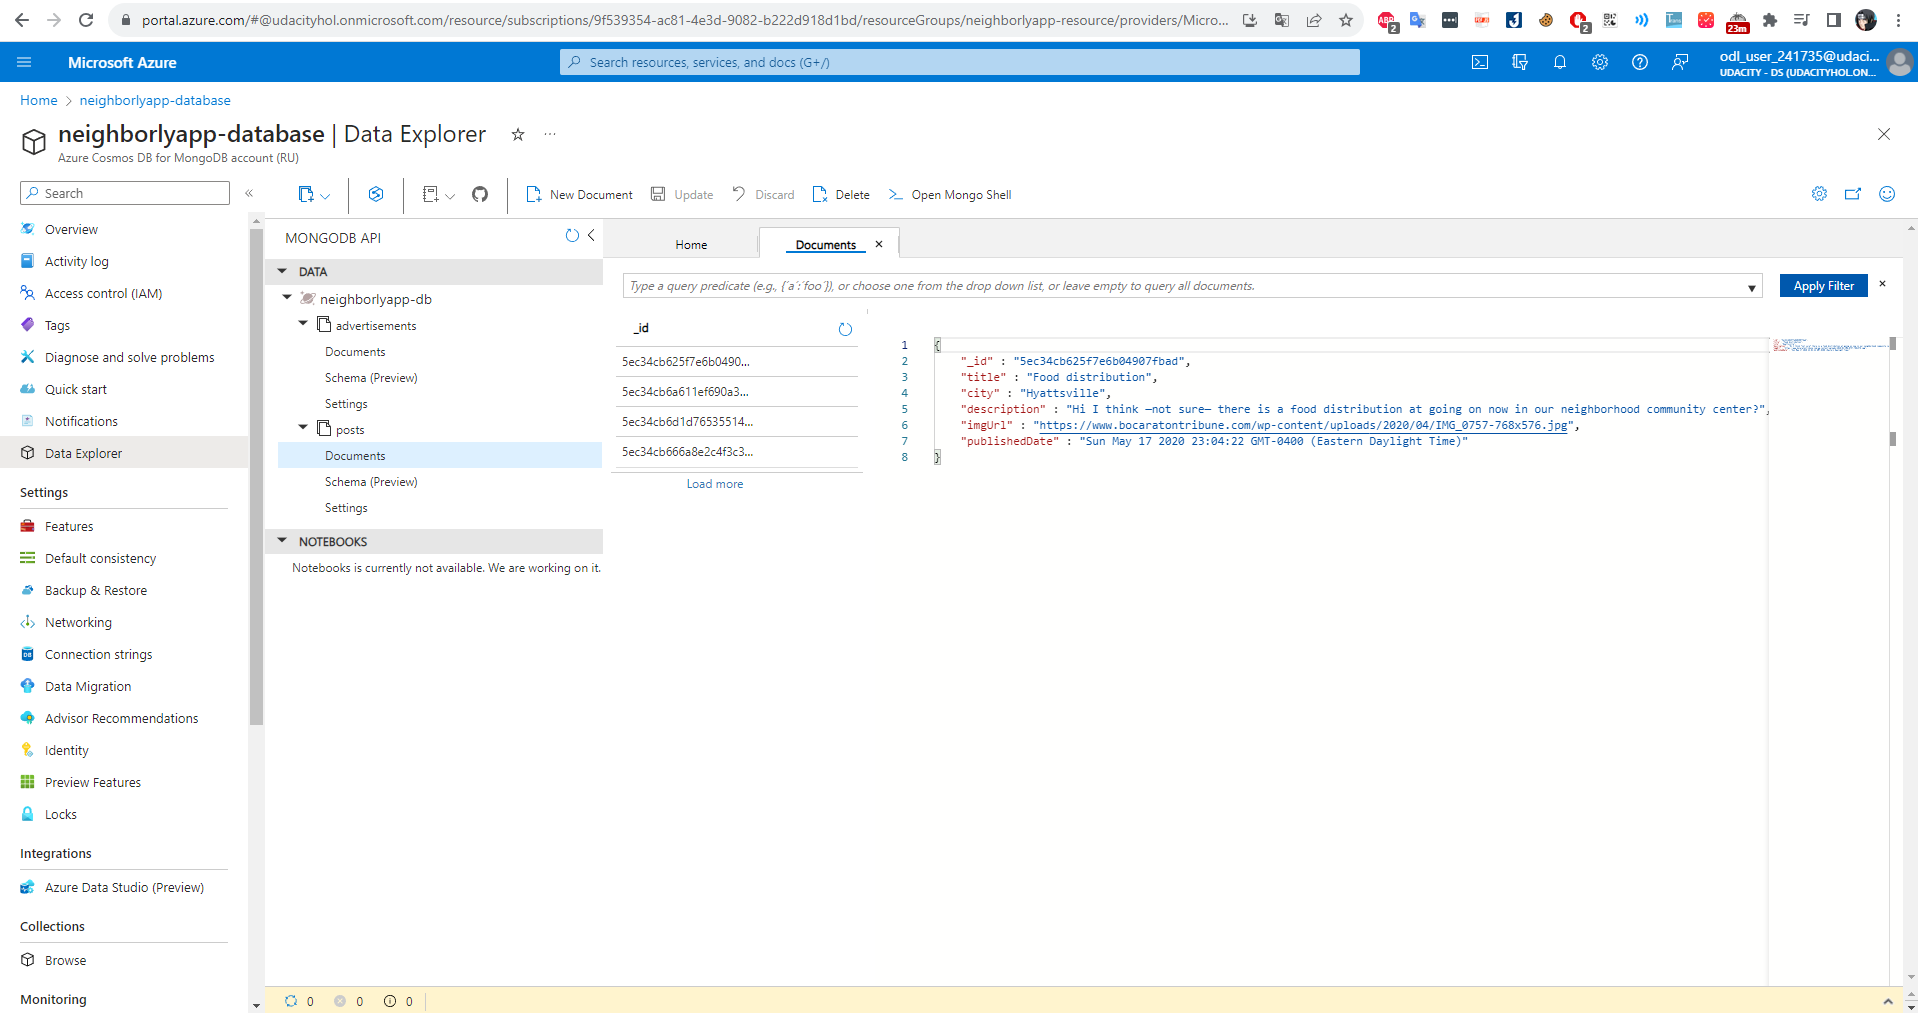 portal.azure.com/#@udacityhol.onmicrosoft.com/resource/subscriptions/9f539354-ac81-4e3d-9082-b222d918d1bd/resourceGroups/neighborlyapp-resource/providers/Micro...
2
2
23m
Microsoft Azure
Search resources, services, and docs (G+/)
odl_user_241735@udaci...
UDACITY - DS (UDACITYHOL.ON...
Home > neighborlyapp-database
neighborlyapp-database | Data Explorer
Azure Cosmos DB for MongoDB account (RU)
Search
Overview
Activity log
Access control (IAM)
Tags
Diagnose and solve problems
Quick start
Notifications
Data Explorer
Settings
Features
Default consistency
Backup & Restore
Networking
Connection strings
Data Migration
Advisor Recommendations
Identity
Preview Features
Locks
Integrations
Azure Data Studio (Preview)
Collections
Browse
Monitoring
New Document
Update
Discard
Delete
Open Mongo Shell
MONGODB API
DATA
neighborlyapp-db
advertisements
Documents
Schema (Preview)
Settings
posts
Documents
Schema (Preview)
Settings
NOTEBOOKS
Notebooks is currently not available. We are working on it.
Home
Documents
Type a query predicate (e.g., {´a´:´foo´}), or choose one from the drop down list, or leave empty to query all documents.
Apply Filter
_id
5ec34cb625f7e6b0490...
5ec34cb6a611ef690a3...
5ec34cb6d1d76535514...
5ec34cb666a8e2c4f3c3...
Load more
1 {
2 "_id" : "5ec34cb625f7e6b04907fbad",
3 "title" : "Food distribution",
4 "city" : "Hyattsville",
5 "description" : "Hi I think —not sure— there is a food distribution at going on now in our neighborhood community center?",
6 "imgUrl" : "https://www.bocaratontribune.com/wp-content/uploads/2020/04/IMG_0757-768x576.jpg",
7 "publishedDate" : "Sun May 17 2020 23:04:22 GMT-0400 (Eastern Daylight Time)"
8 }
0 0 0